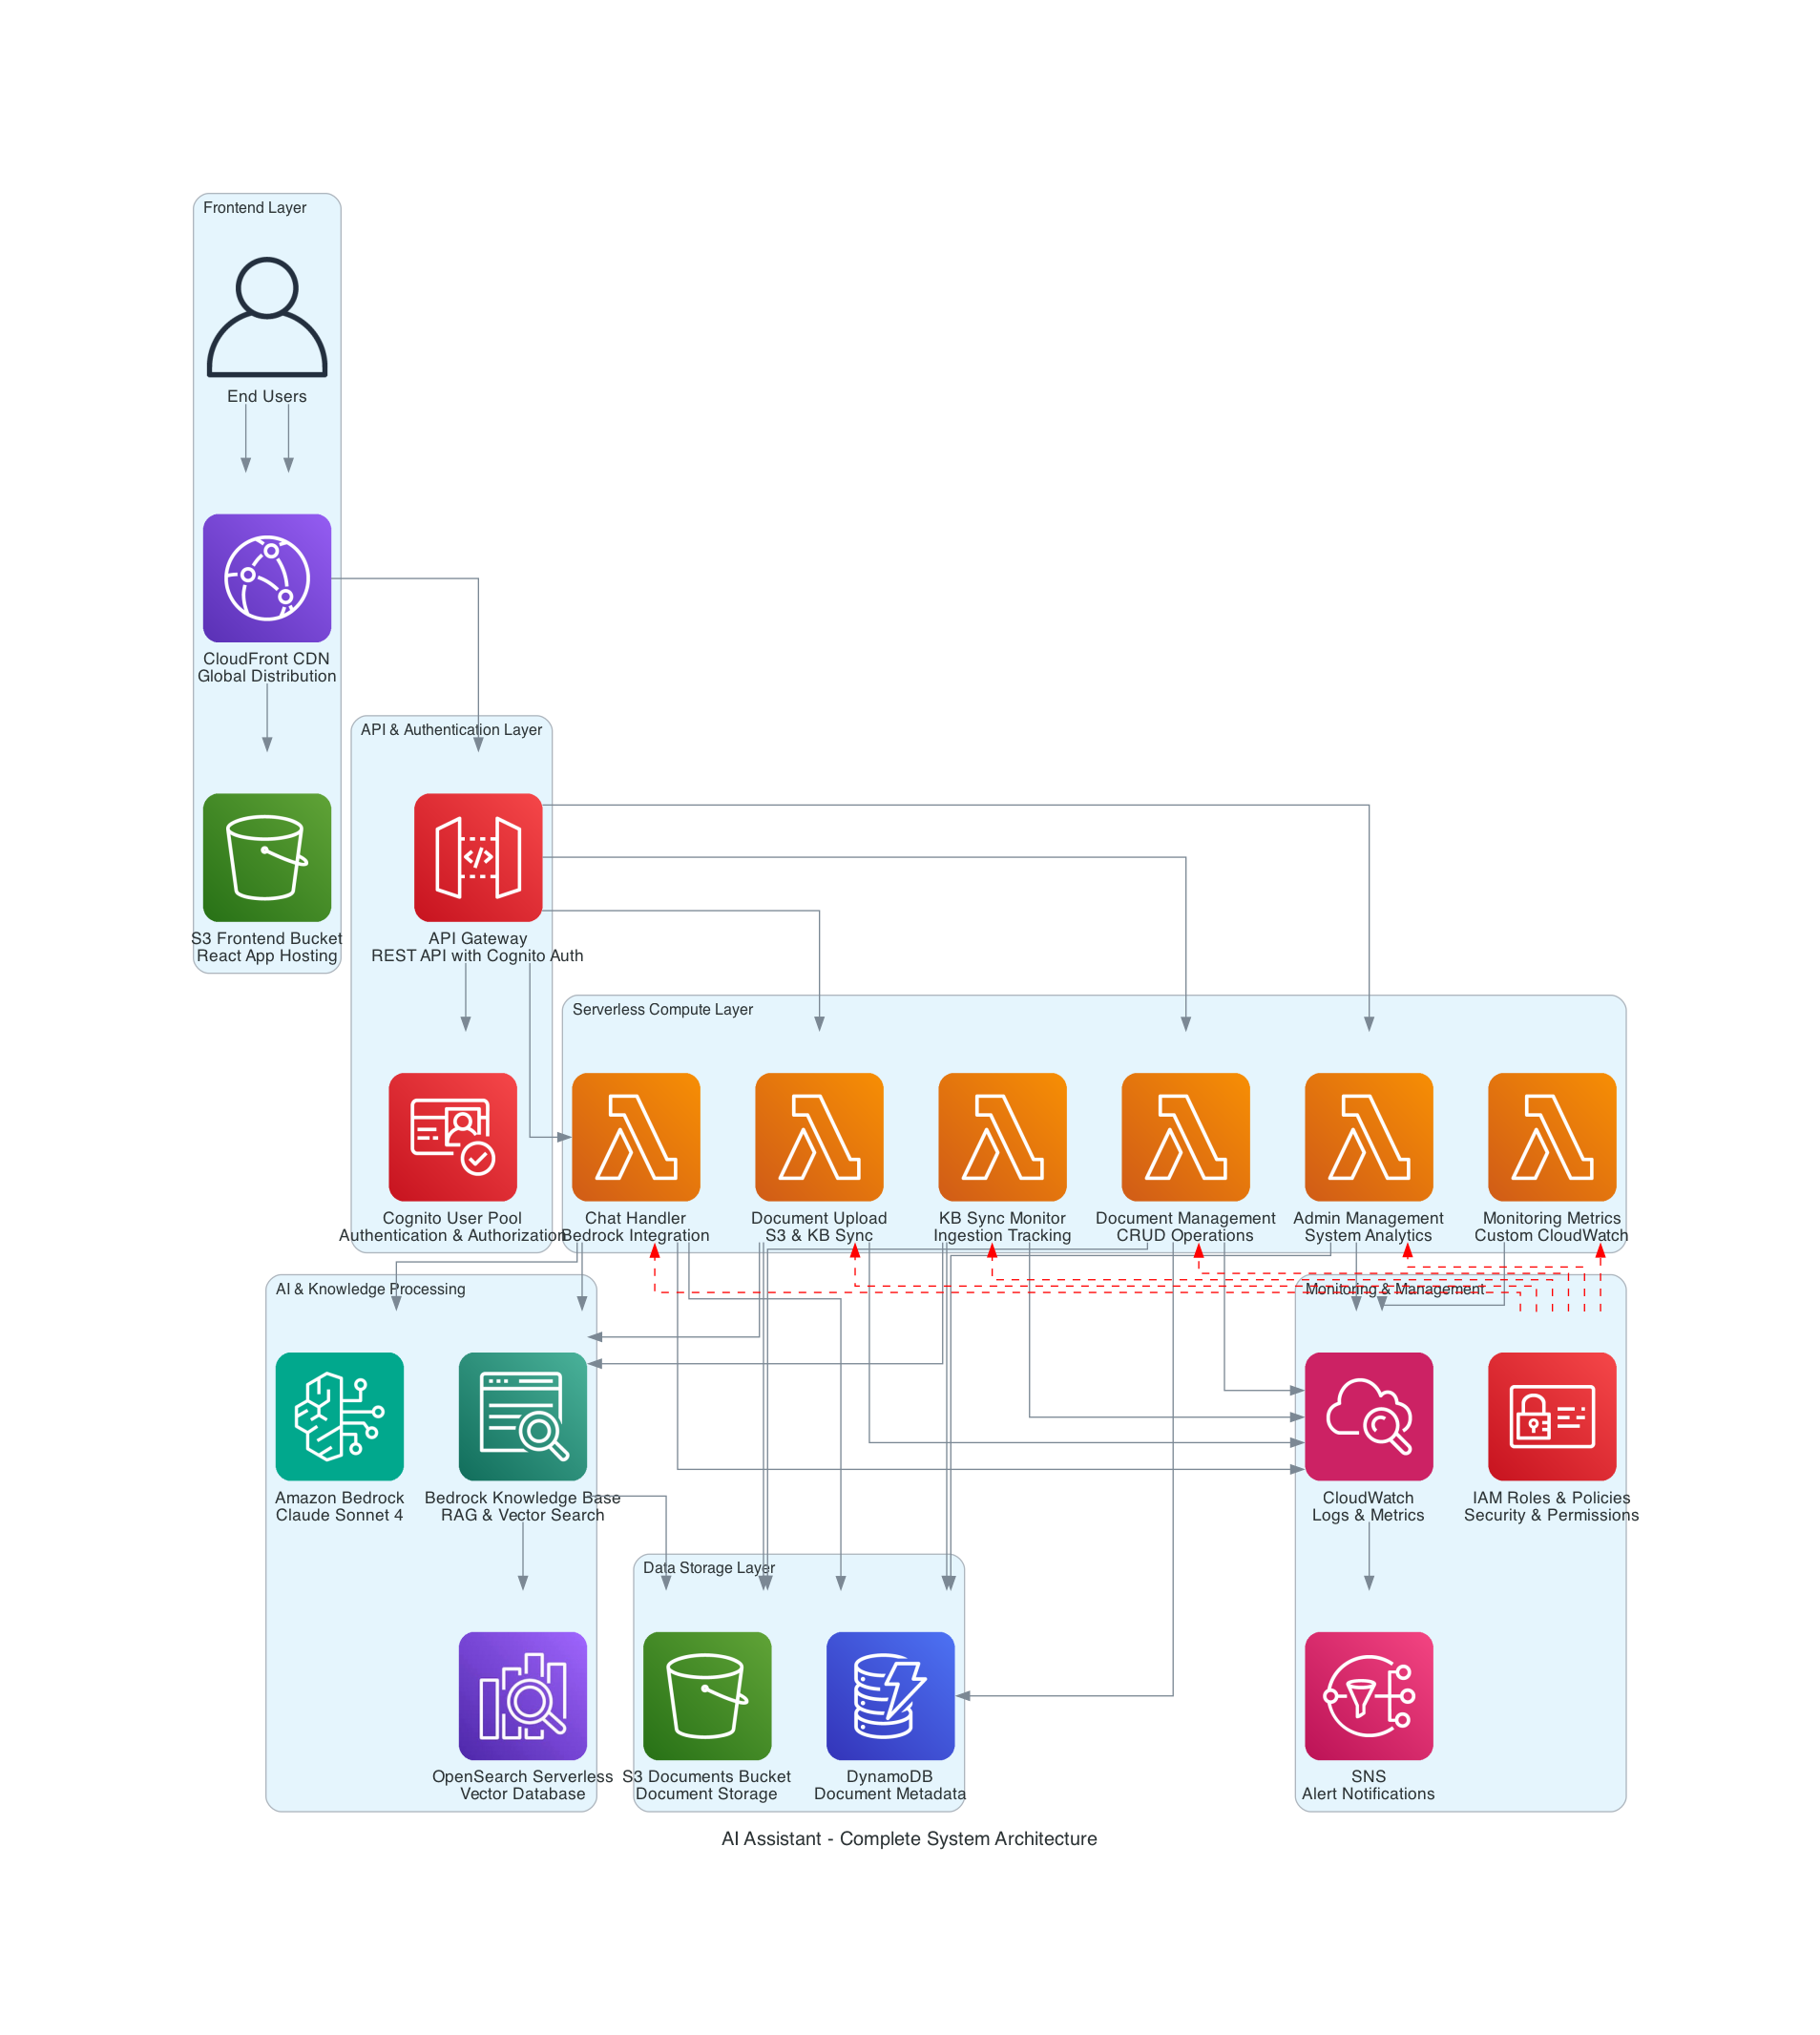 Frontend Layer
End Users
CloudFront CDN
Global Distribution
S3 Frontend Bucket
React App Hosting
API & Authentication Layer
API Gateway
REST API with Cognito Auth
Cognito User Pool
Authentication & Authorization
Serverless Compute Layer
Chat Handler
Bedrock Integration
Document Upload
S3 & KB Sync
KB Sync Monitor
Ingestion Tracking
Document Management
CRUD Operations
Admin Management
System Analytics
Monitoring Metrics
Custom CloudWatch
AI & Knowledge Processing
Amazon Bedrock
Claude Sonnet 4
Bedrock Knowledge Base
RAG & Vector Search
OpenSearch Serverless
Vector Database
Data Storage Layer
S3 Documents Bucket
Document Storage
DynamoDB
Document Metadata
Monitoring & Management
CloudWatch
Logs & Metrics
IAM Roles & Policies
Security & Permissions
SNS
Alert Notifications
AI Assistant - Complete System Architecture